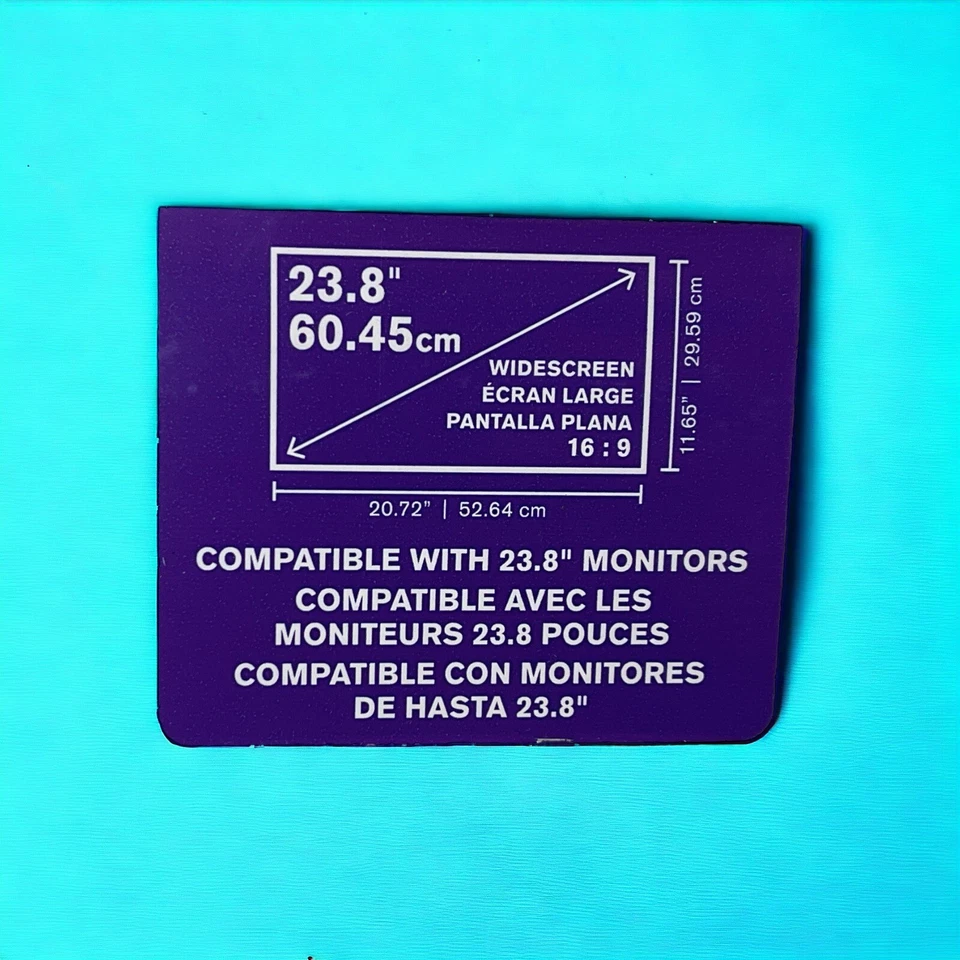 23.8"
60.45cm
WIDESCREEN
ÉCRAN LARGE
PANTALLA PLANA
16 : 9
11.65” | 29.59 cm
20.72” | 52.64 cm
COMPATIBLE WITH 23.8" MONITORS
COMPATIBLE AVEC LES
MONITEURS 23.8 POUCES
COMPATIBLE CON MONITORES
DE HASTA 23.8"